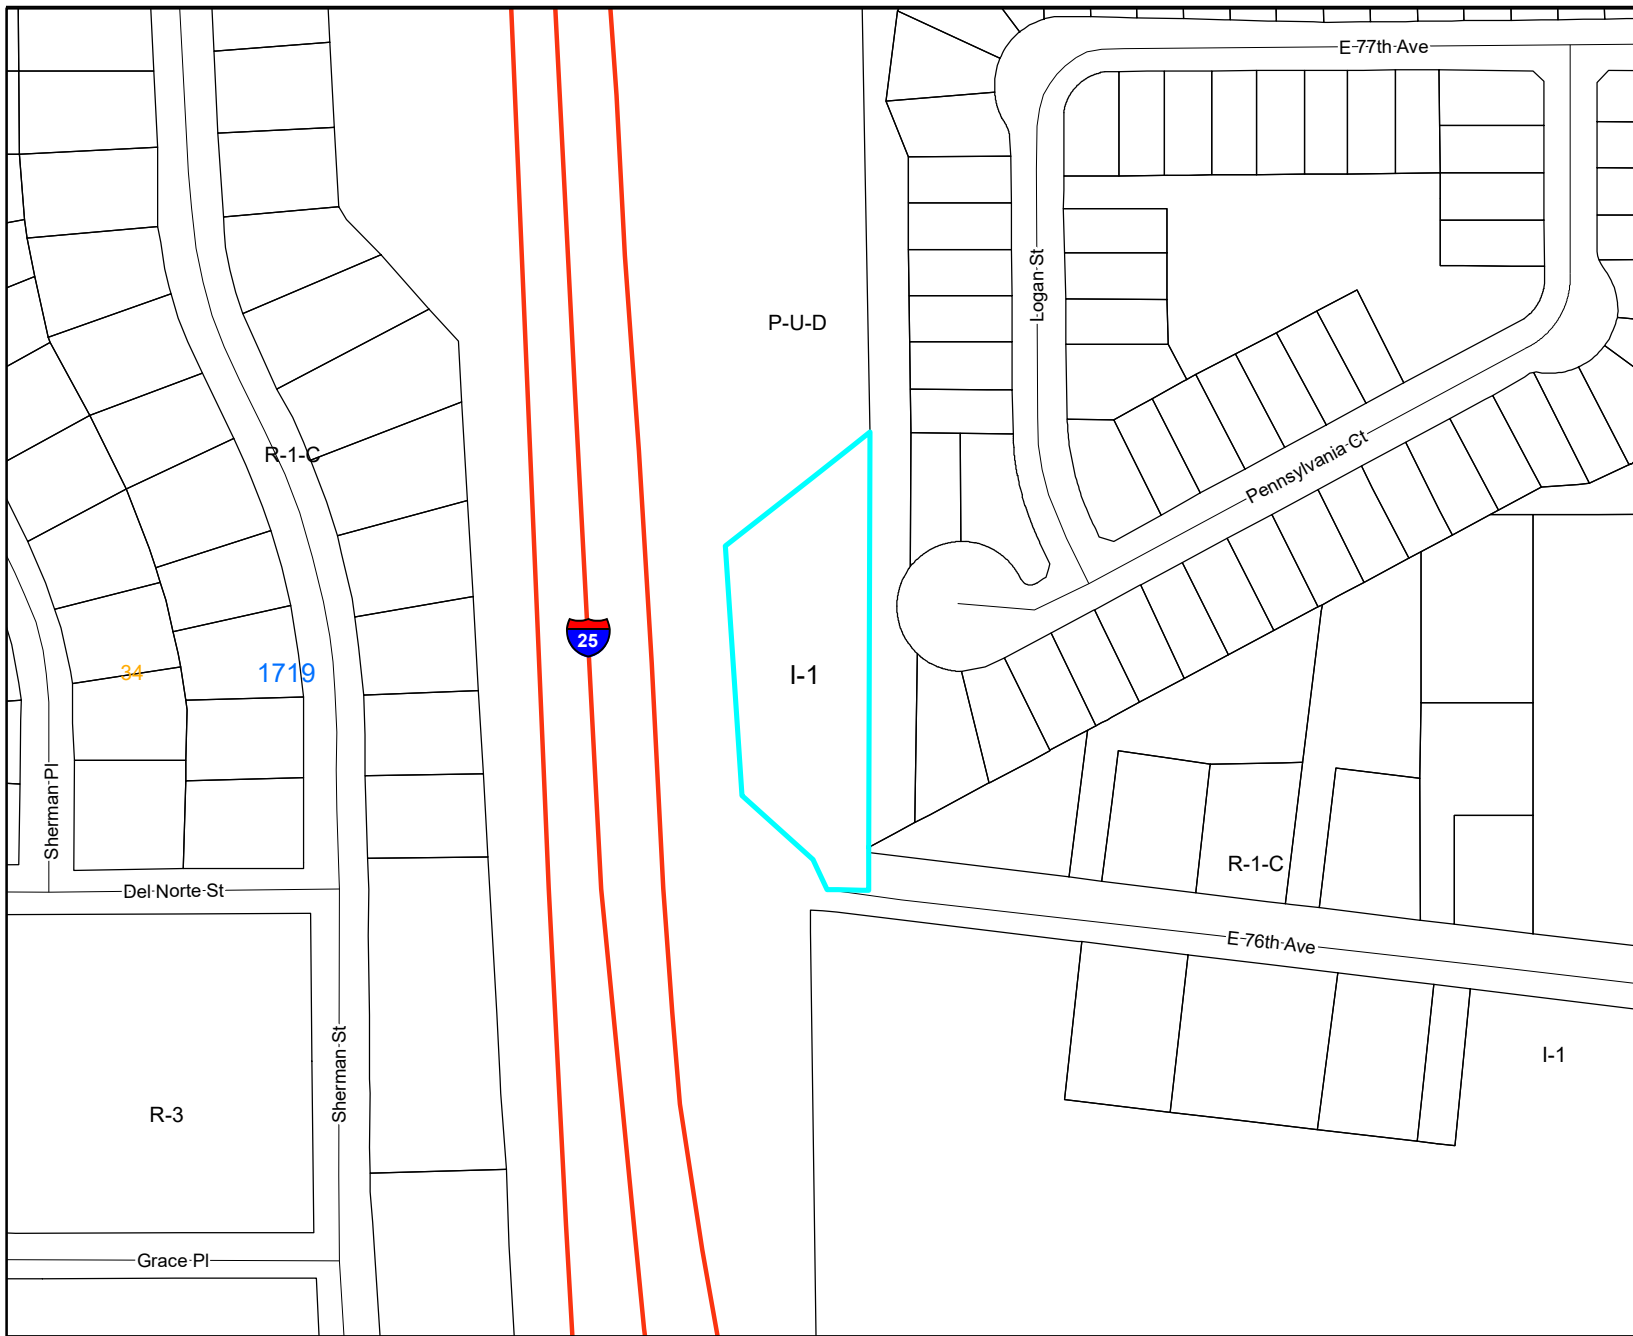 E 77th Ave
Logan St
P-U-D
Pennsylvania Ct
R-1-C
25
34
1719
I-1
Sherman Pl
R-1-C
Del Norte St
E 76th Ave
I-1
Sherman St
R-3
Grace Pl